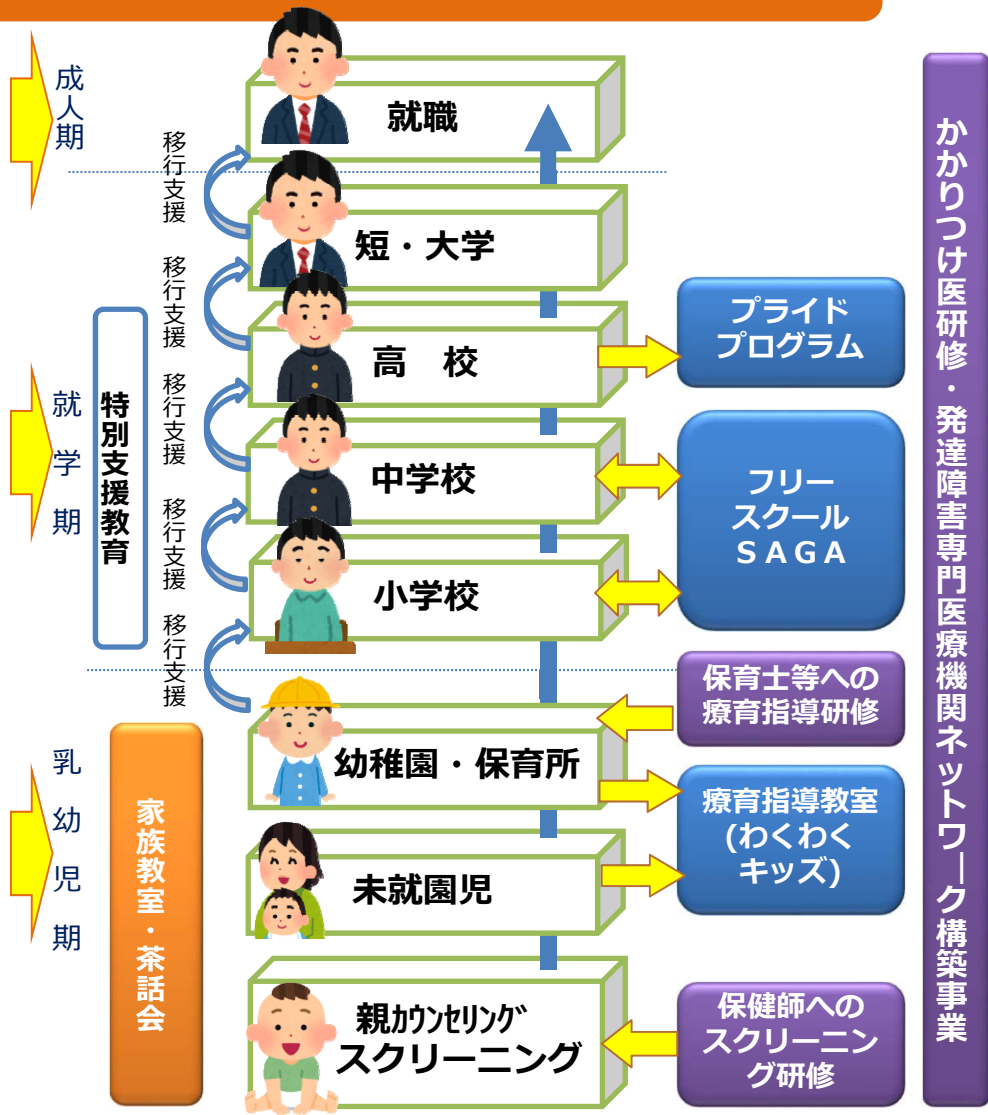 成人期
移行支援
就職
短・大学
移行支援
高 校
プライド
プログラム
移行支援
中学校
フリー
スクール
SAGA
移行支援
小学校
移行支援
就学期
特別支援教育
保育士等への
療育指導研修
幼稚園・保育所
療育指導教室
(わくわく
キッズ)
未就園児
乳幼児期
家族教室・茶話会
親カウンセリング
スクリーニング
保健師への
スクリーニン
グ研修
かかりつけ医研修・発達障害専門医療機関ネットワーク構築事業